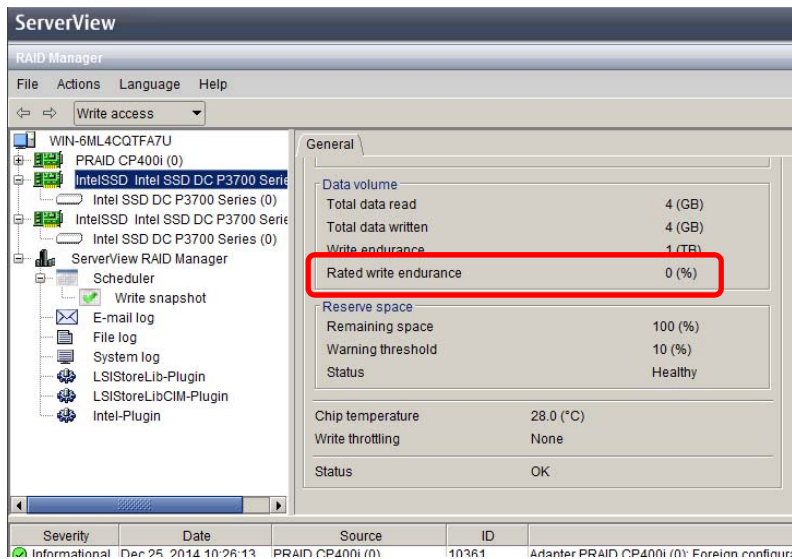 ServerView
RAID Manager
File Actions Language Help
Write access
WIN-6ML4CQTFA7U
PRAID CP400i (0)
IntelSSD Intel SSD DC P3700 Serie
Intel SSD DC P3700 Series (0)
IntelSSD Intel SSD DC P3700 Serie
Intel SSD DC P3700 Series (0)
ServerView RAID Manager
Scheduler
Write snapshot
E-mail log
File log
System log
LSIStoreLib-Plugin
LSIStoreLibCIM-Plugin
Intel-Plugin
General
Data volume
Total data read 4 (GB)
Total data written 4 (GB)
Write endurance 1 (TB)
Rated write endurance 0 (%)
Reserve space
Remaining space 100 (%)
Warning threshold 10 (%)
Status Healthy
Chip temperature 28.0 (°C)
Write throttling None
Status OK
Severity Date Source ID
Informational Dec 25, 2014 10:26:13 PRAID CP400i (0) 10361 Adapter PRAID CP400i (0): Foreign configur